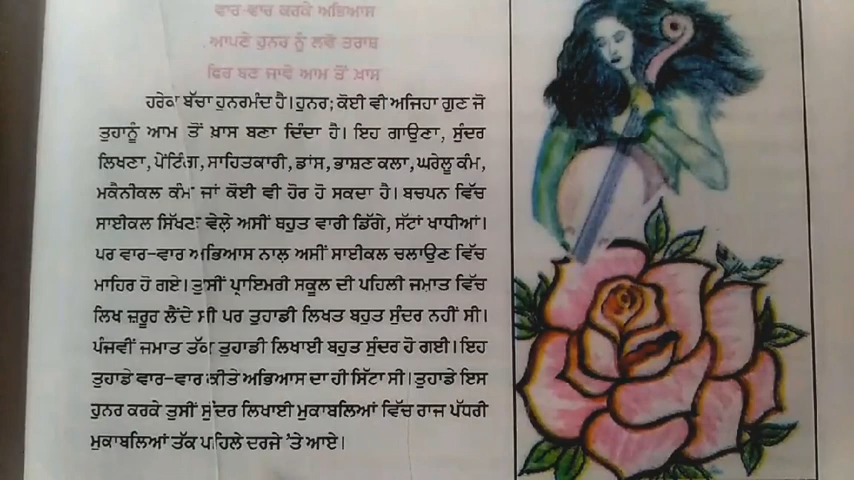 ਵਾਰ-ਵਾਰ ਕਰਕੇ ਅਭਿਆਸ
ਆਪਣੇ ਹੁਨਰ ਨੂੰ ਲਵੋ ਤਰਾਸ਼
ਫਿਰ ਬਣ ਜਾਵੋ ਆਮ ਤੋਂ ਖ਼ਾਸ
ਹਰੇਕ ਬੱਚਾ ਹੁਨਰਮੰਦ ਹੈ। ਹੁਨਰ; ਕੋਈ ਵੀ ਅਜਿਹਾ ਗੁਣ ਜੋ
ਤੁਹਾਨੂੰ ਆਮ ਤੋਂ ਖ਼ਾਸ ਬਣਾ ਦਿੰਦਾ ਹੈ। ਇਹ ਗਾਉਣਾ, ਸੁੰਦਰ
ਲਿਖਣਾ, ਪੇਂਟਿੰਗ, ਸਾਹਿਤਕਾਰੀ, ਡਾਂਸ, ਭਾਸ਼ਣ ਕਲਾ, ਘਰੇਲੂ ਕੰਮ,
ਮਕੈਨੀਕਲ ਕੰਮ ਜਾਂ ਕੋਈ ਵੀ ਹੋਰ ਹੋ ਸਕਦਾ ਹੈ। ਬਚਪਨ ਵਿੱਚ
ਸਾਈਕਲ ਸਿੱਖਣ ਵੇਲੇ ਅਸੀਂ ਬਹੁਤ ਵਾਰੀ ਡਿੱਗੇ, ਸੱਟਾਂ ਖਾਧੀਆਂ।
ਪਰ ਵਾਰ-ਵਾਰ ਅਭਿਆਸ ਨਾਲ਼ ਅਸੀਂ ਸਾਈਕਲ ਚਲਾਉਣ ਵਿੱਚ
ਮਾਹਿਰ ਹੋ ਗਏ। ਤੁਸੀਂ ਪ੍ਰਾਇਮਰੀ ਸਕੂਲ ਦੀ ਪਹਿਲੀ ਜਮਾਤ ਵਿੱਚ
ਲਿਖ ਜ਼ਰੂਰ ਲੈਂਦੇ ਸੀ ਪਰ ਤੁਹਾਡੀ ਲਿਖਤ ਬਹੁਤ ਸੁੰਦਰ ਨਹੀਂ ਸੀ।
ਪੰਜਵੀਂ ਜਮਾਤ ਤੱਕ ਤੁਹਾਡੀ ਲਿਖਾਈ ਬਹੁਤ ਸੁੰਦਰ ਹੋ ਗਈ। ਇਹ
ਤੁਹਾਡੇ ਵਾਰ-ਵਾਰ ਕੀਤੇ ਅਭਿਆਸ ਦਾ ਹੀ ਸਿੱਟਾ ਸੀ। ਤੁਹਾਡੇ ਇਸ
ਹੁਨਰ ਕਰਕੇ ਤੁਸੀਂ ਸੁੰਦਰ ਲਿਖਾਈ ਮੁਕਾਬਲਿਆਂ ਵਿੱਚ ਰਾਜ ਪੱਧਰੀ
ਮੁਕਾਬਲਿਆਂ ਤੱਕ ਪਹਿਲੇ ਦਰਜੇ 'ਤੇ ਆਏ।